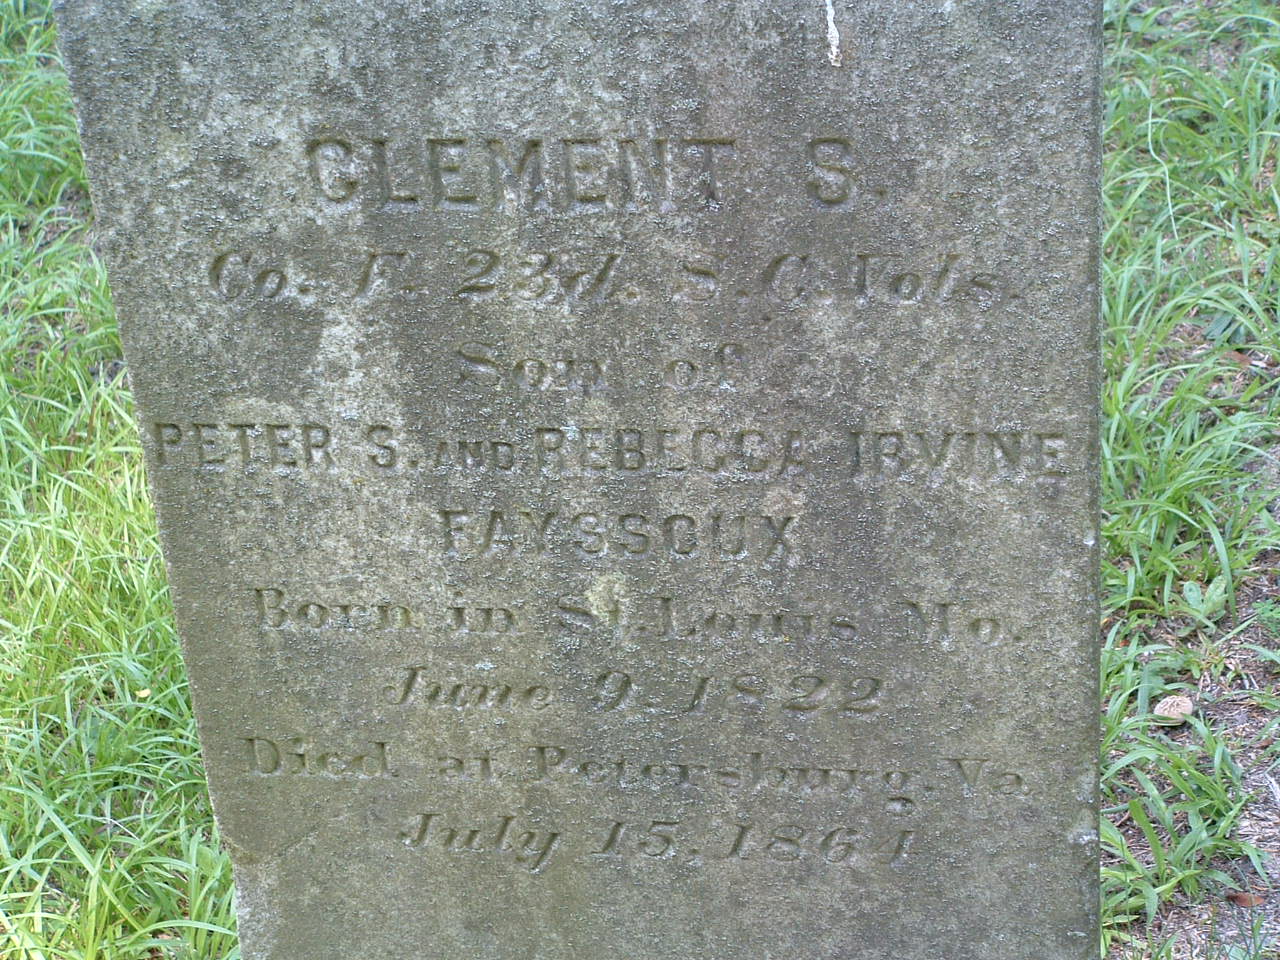 CLEMENT S.
Co. F. 23d. S.C. Vols.
Son of
PETER S. AND REBECCA IRVINE
FAYSSOUX
Born in St. Louis Mo.
June 9. 1822
Died at Petersburg. Va.
July 15, 1864